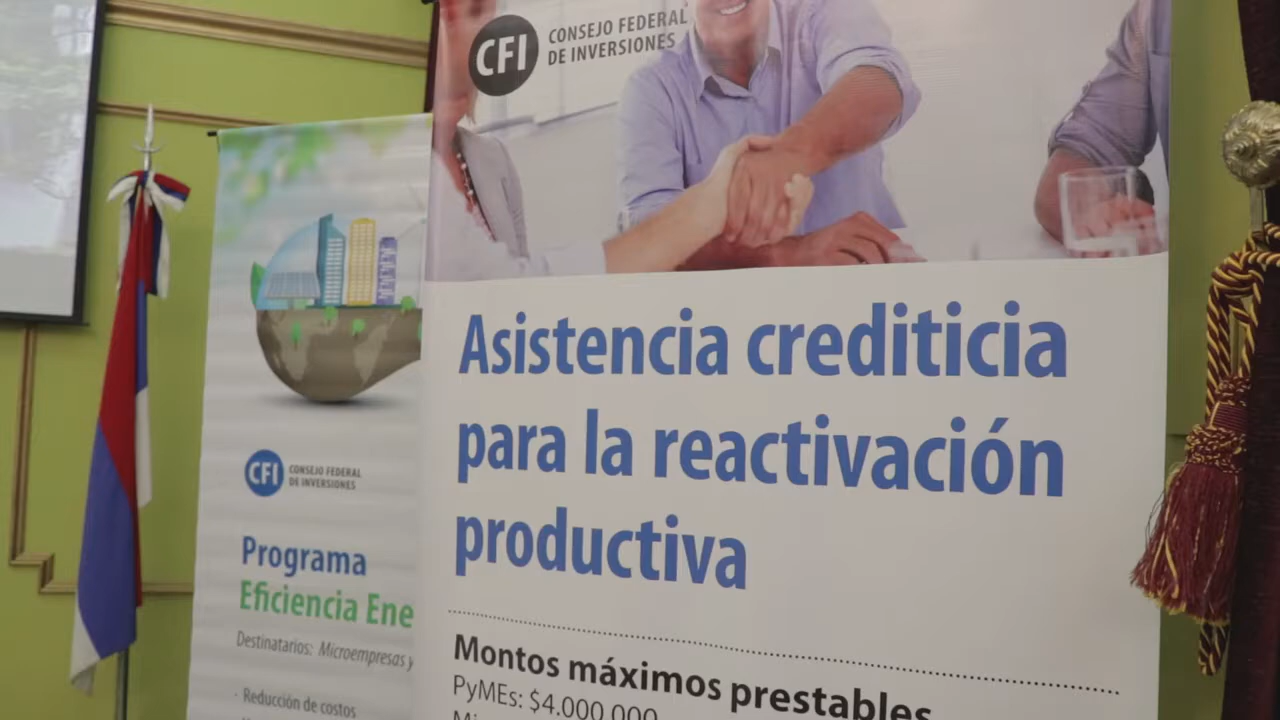 CFI
CONSEJO FEDERAL
DE INVERSIONES
Asistencia crediticia
para la reactivación
productiva
Montos máximos prestables
PyMEs: $4.000.000
CFI
CONSEJO FEDERAL
DE INVERSIONES
Programa
Eficiencia Ene
Destinatarios: Microempresas y
· Reducción de costos